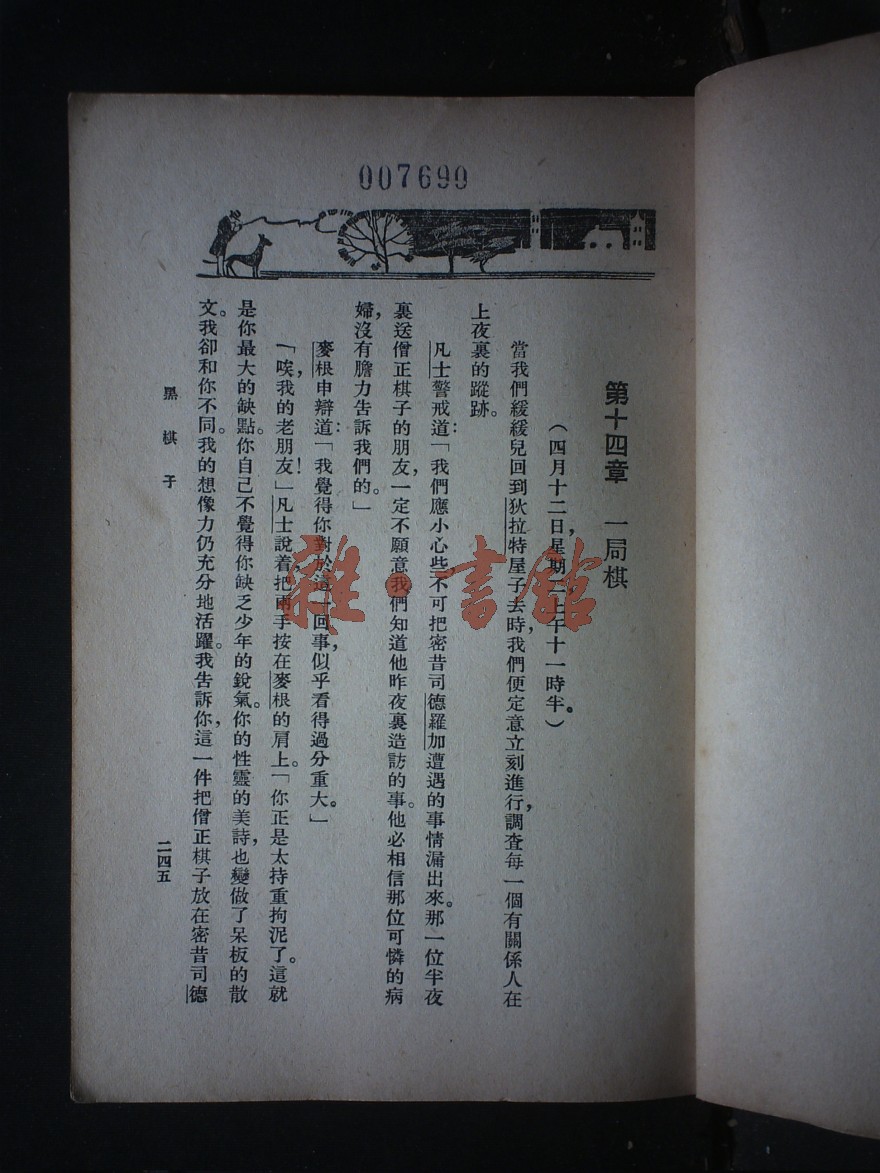 007699
第十四章　一局棋
（四月十二日，星期二，上午十一時半。）
當我們緩緩兒回到狄拉特屋子去時，我們便定意立刻進行，調查每一個有關係人在
上夜裏的蹤跡。
凡士警戒道：「我們應小心些，不可把密昔司德羅加遭遇的事情漏出來。那一位半夜
裏送僧正棋子的朋友，一定不願意我們知道他昨夜裏造訪的事。他必相信那位可憐的病
婦，沒有膽力告訴我們的。」
麥根申辯道：「我覺得你對於這一回事，似乎看得過分重大。」
「唉，我的老朋友！」凡士說着，把兩手按在麥根的肩上。「你正是太持重拘泥了。這就
是你最大的缺點。你自己不覺得你缺乏少年的銳氣。你的性靈的美詩，也變做了呆板的散
文。我卻和你不同。我的想像力仍充分地活躍。我告訴你，這一件把僧正棋子放在密昔司德
黑棋子
二四五
雜·書館